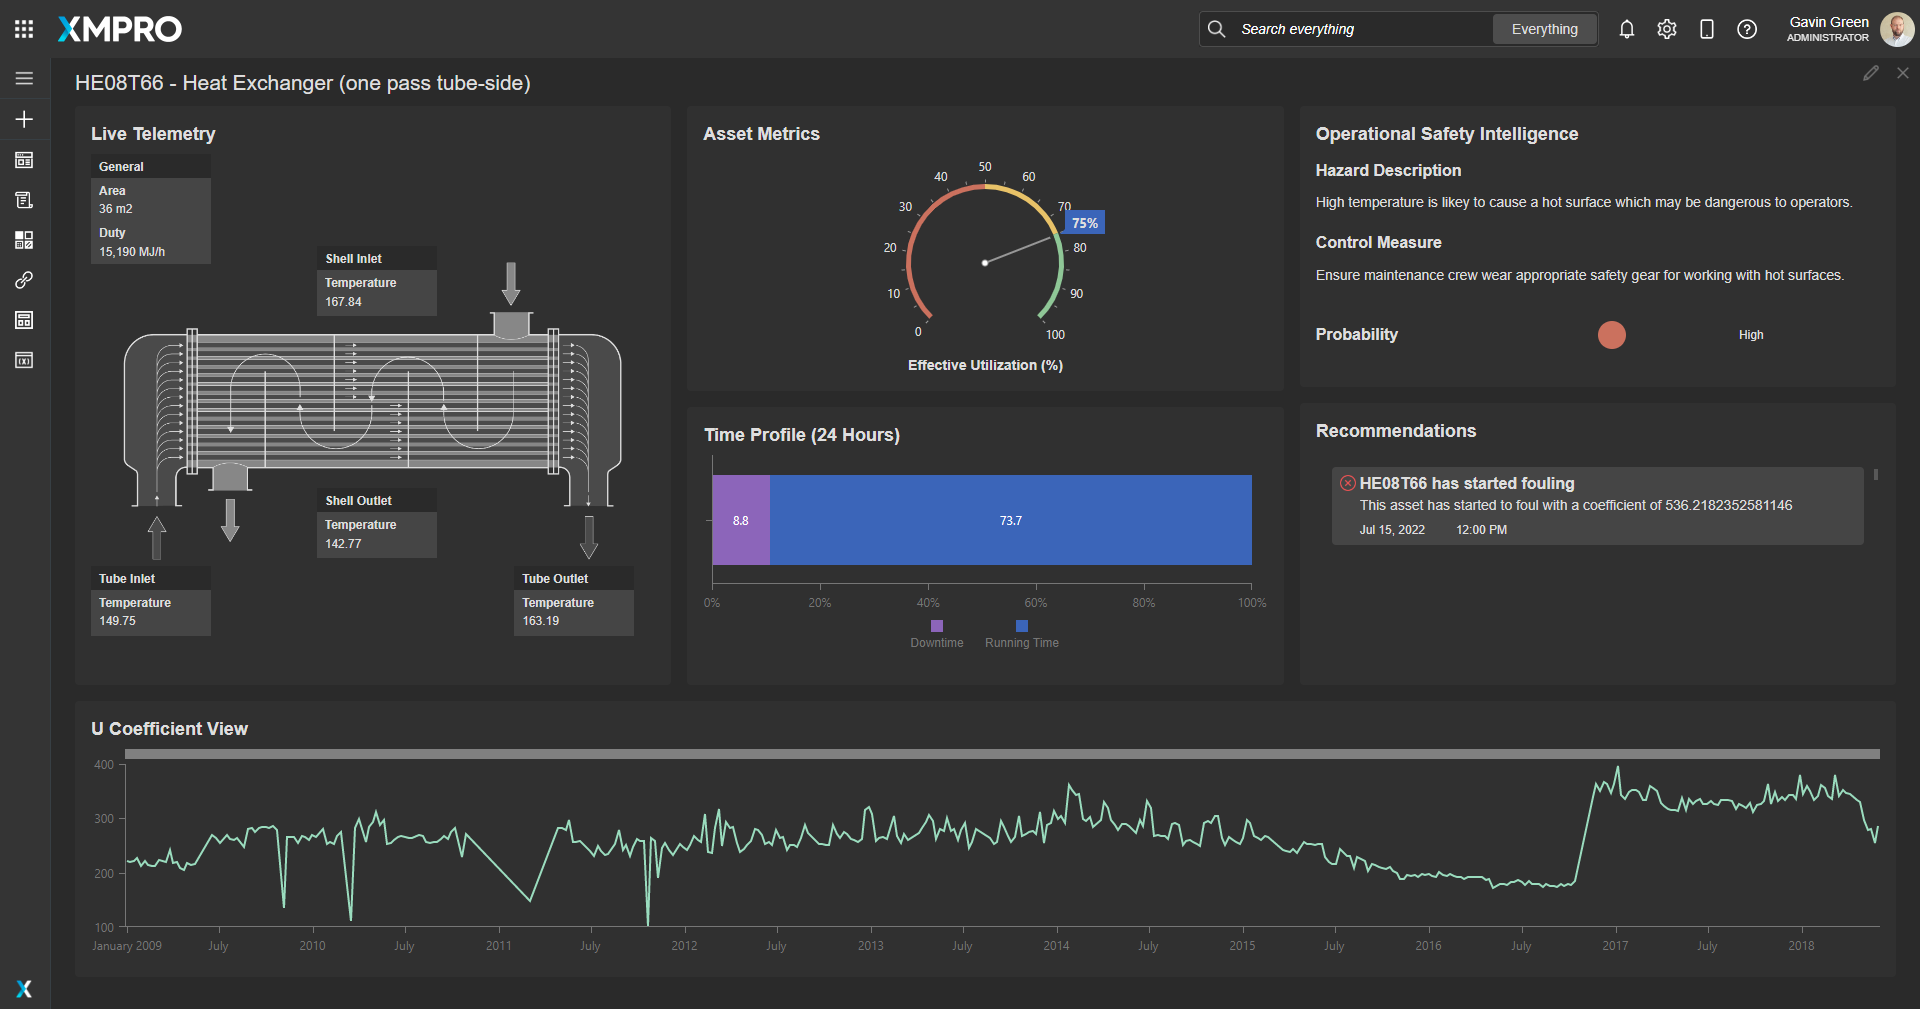 XMPRO
Search everything
Everything
Gavin Green
ADMINISTRATOR
HE08T66 - Heat Exchanger (one pass tube-side)
Live Telemetry
General
Area
36 m2
Duty
15,190 MJ/h
Shell Inlet
Temperature
167.84
Shell Outlet
Temperature
142.77
Tube Inlet
Temperature
149.75
Tube Outlet
Temperature
163.19
Asset Metrics
0
10
20
30
40
50
60
70
75%
80
90
100
Effective Utilization (%)
Time Profile (24 Hours)
8.8
73.7
0%
20%
40%
60%
80%
100%
Downtime
Running Time
Operational Safety Intelligence
Hazard Description
High temperature is likey to cause a hot surface which may be dangerous to operators.
Control Measure
Ensure maintenance crew wear appropriate safety gear for working with hot surfaces.
Probability
High
Recommendations
HE08T66 has started fouling
This asset has started to foul with a coefficient of 536.2182352581146
Jul 15, 2022 12:00 PM
U Coefficient View
400
300
200
100
January 2009
July
2010
July
2011
July
2012
July
2013
July
2014
July
2015
July
2016
July
2017
July
2018
X